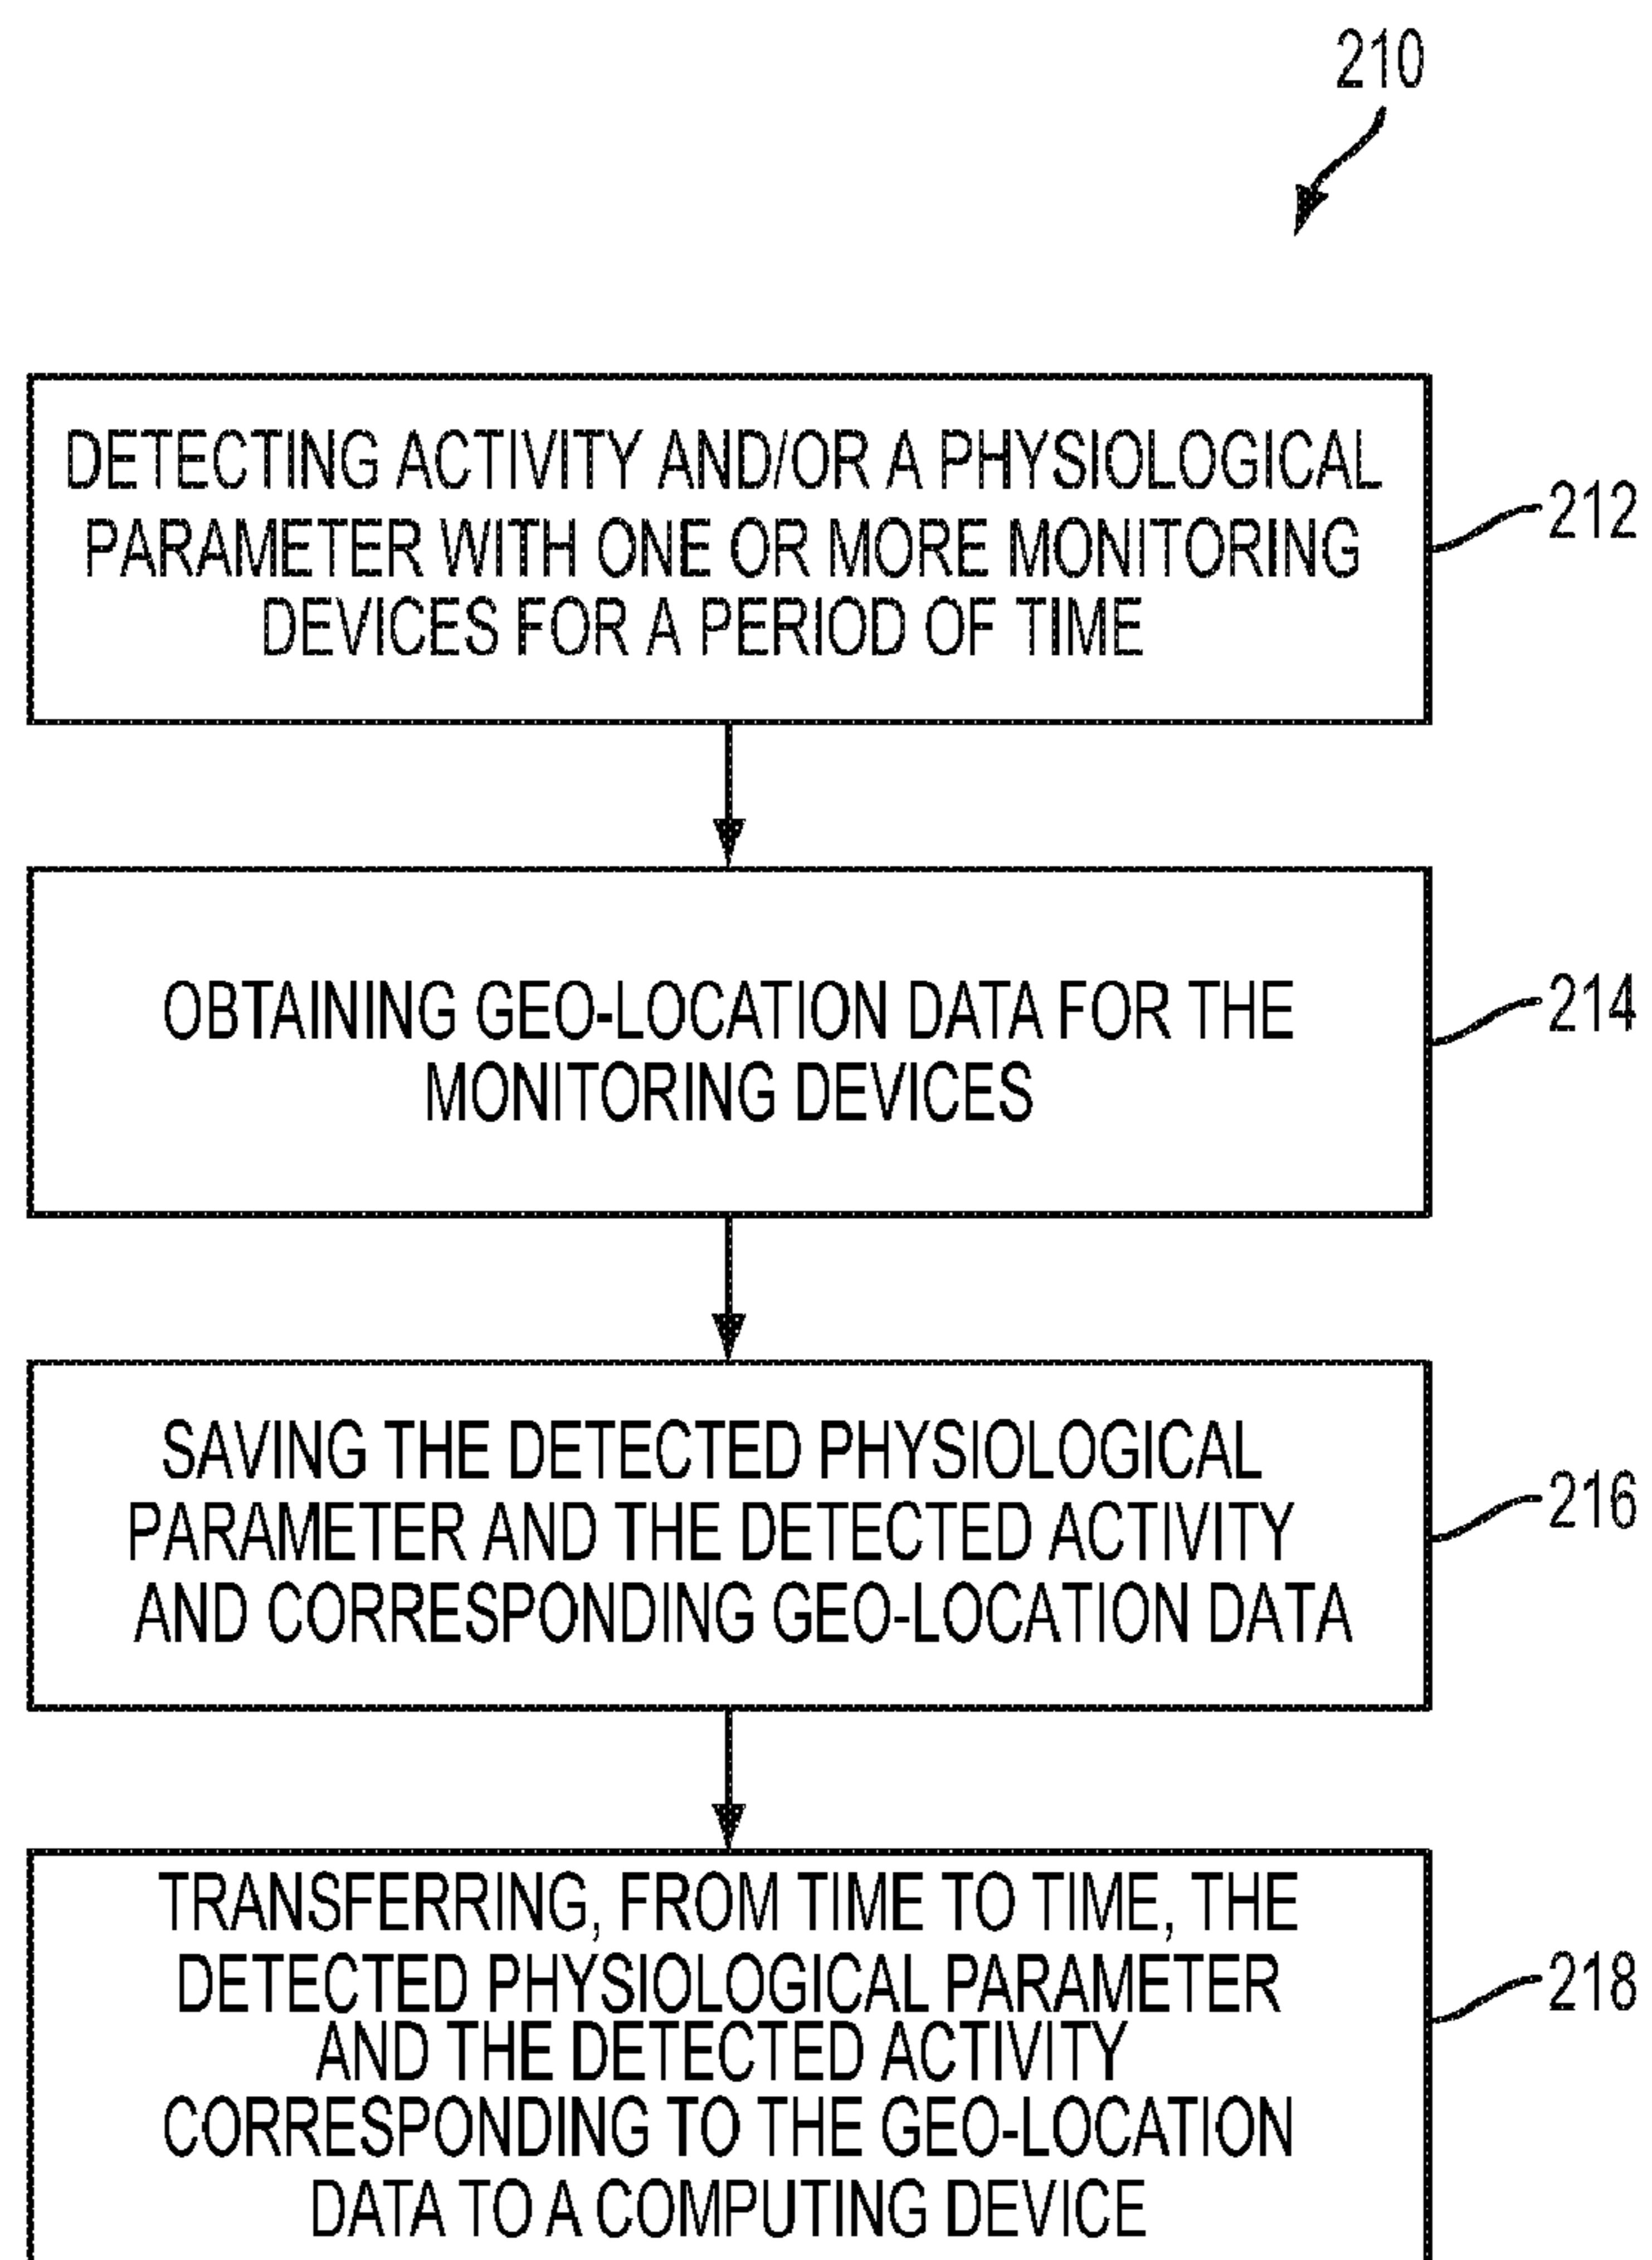 210
DETECTING ACTIVITY AND/OR A PHYSIOLOGICAL
PARAMETER WITH ONE OR MORE MONITORING
DEVICES FOR A PERIOD OF TIME
212
OBTAINING GEO-LOCATION DATA FOR THE
MONITORING DEVICES
214
SAVING THE DETECTED PHYSIOLOGICAL
PARAMETER AND THE DETECTED ACTIVITY
AND CORRESPONDING GEO-LOCATION DATA
216
TRANSFERRING, FROM TIME TO TIME, THE
DETECTED PHYSIOLOGICAL PARAMETER
AND THE DETECTED ACTIVITY
CORRESPONDING TO THE GEO-LOCATION
DATA TO A COMPUTING DEVICE
218